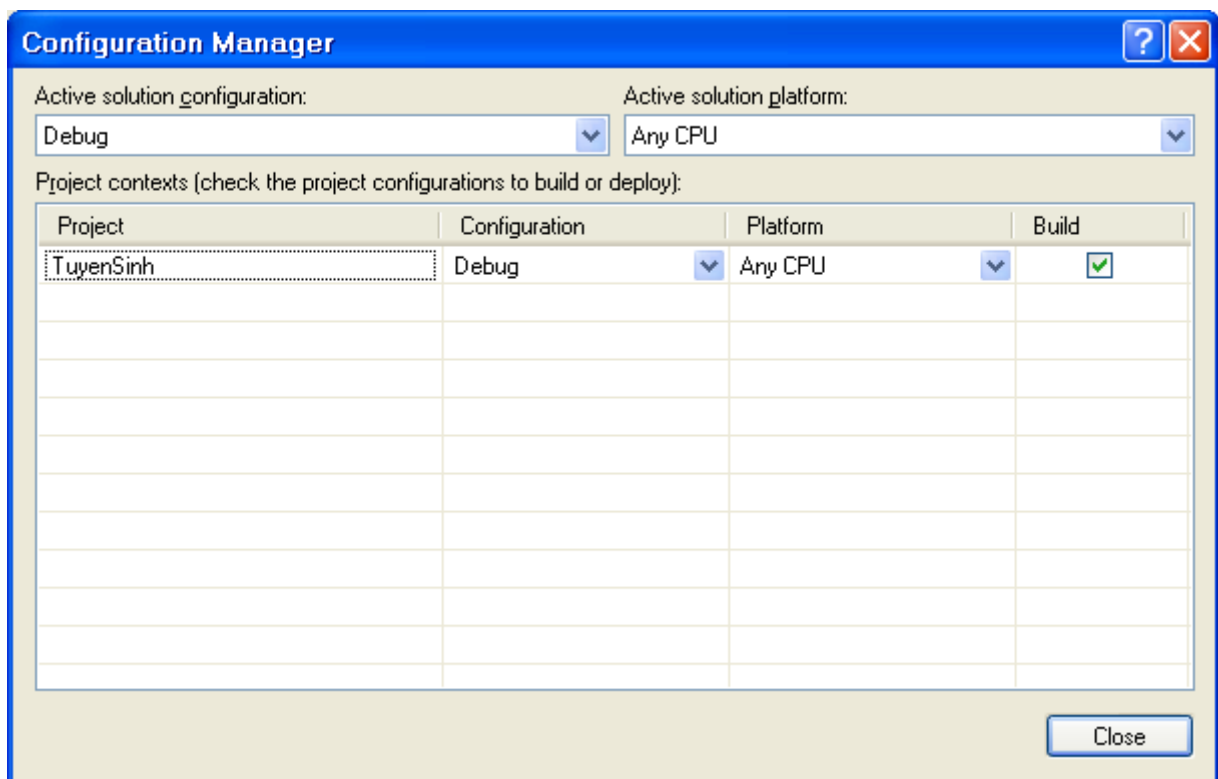 Configuration Manager
Active solution configuration: Active solution platform:
Debug Any CPU
Project contexts (check the project configurations to build or deploy):
Project Configuration Platform Build
TuyenSinh Debug Any CPU
Close